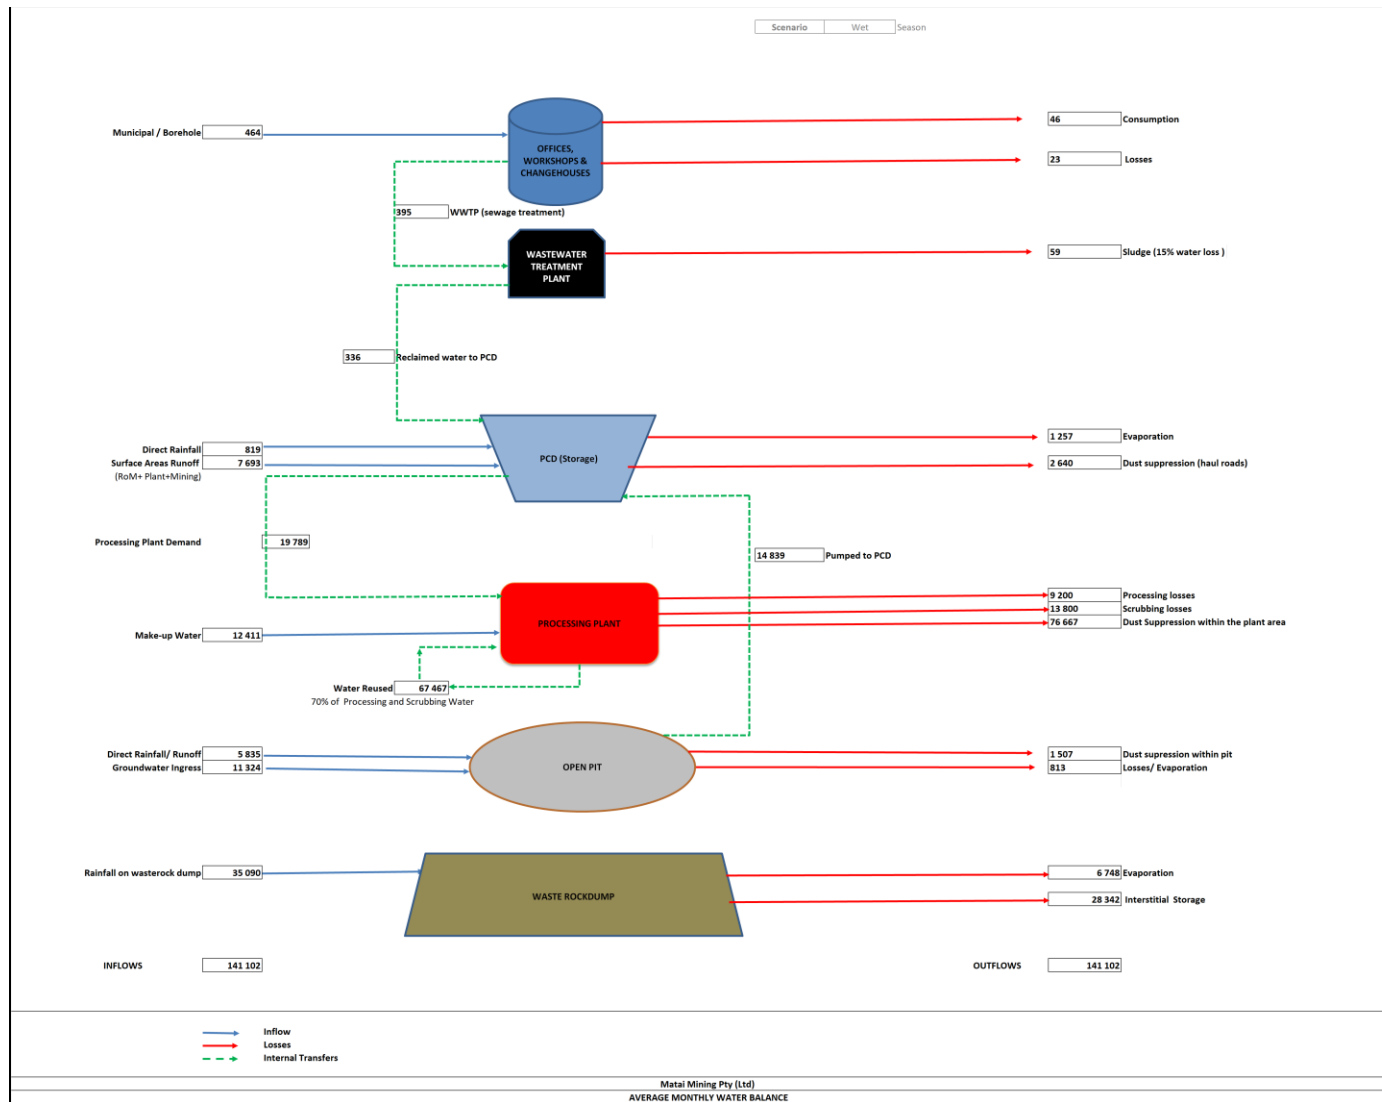 Scenario Wet Season
Municipal / Borehole 464
46 Consumption
OFFICES,
WORKSHOPS &
CHANGEHOUSES
23 Losses
395 WWTP (sewage treatment)
WASTEWATER
TREATMENT
PLANT
59 Sludge (15% water loss )
336 Reclaimed water to PCD
Direct Rainfall 819
Surface Areas Runoff 7 693
(RoM+ Plant+Mining)
PCD (Storage)
1 257 Evaporation
2 640 Dust suppression (haul roads)
Processing Plant Demand 19 789
14 839 Pumped to PCD
PROCESSING PLANT
9 200 Processing losses
13 800 Scrubbing losses
76 667 Dust Suppression within the plant area
Make-up Water 12 411
Water Reused 67 467
70% of Processing and Scrubbing Water
Direct Rainfall/ Runoff 5 835
Groundwater Ingress 11 324
OPEN PIT
1 507 Dust supression within pit
813 Losses/ Evaporation
Rainfall on wasterock dump 35 090
WASTE ROCKDUMP
6 748 Evaporation
28 342 Interstitial Storage
INFLOWS 141 102
OUTFLOWS 141 102
Inflow
Losses
Internal Transfers
Matai Mining Pty (Ltd)
AVERAGE MONTHLY WATER BALANCE